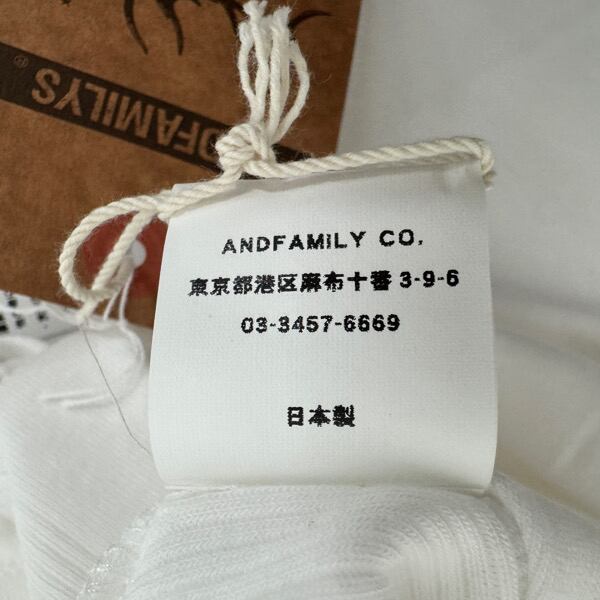 DFAMILYS®
ANDFAMILY CO.
東京都港区麻布十番 3-9-6
03-3457-6669
日本製